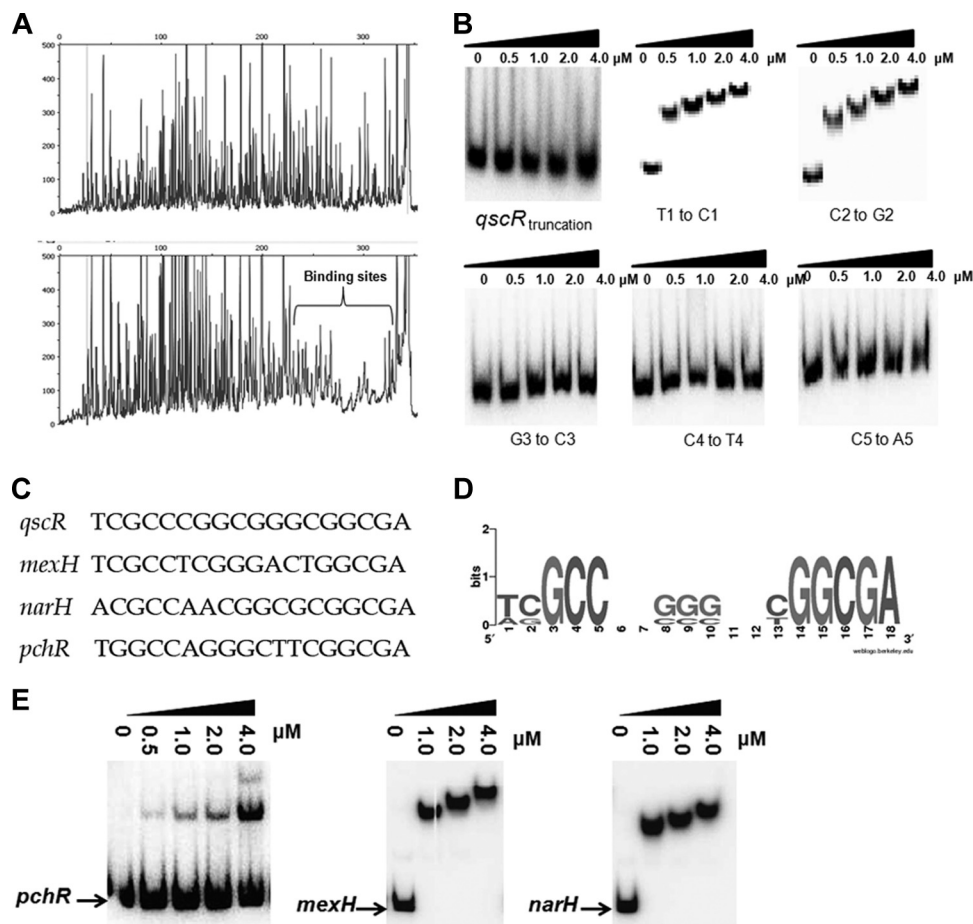 A
0 100 200 300
500
400
300
200
100
0
0 100 200 300
500
400
300
200
100
0
Binding sites
B
0 0.5 1.0 2.0 4.0 µM
0 0.5 1.0 2.0 4.0 µM
0 0.5 1.0 2.0 4.0
qscR truncation
T1 to C1
C2 to G2
0 0.5 1.0 2.0 4.0 µM
0 0.5 1.0 2.0 4.0 µM
0 0.5 1.0 2.0 4.0 µM
G3 to C3
C4 to T4
C5 to A5
C
qscR TCGCCCGGCGGGCGGCGA
mexH TCGCCTCGGGACTGGCGA
narH ACGCCAACGGCGCGGCGA
pchR TGGCCAGGGCTTCGGCGA
D
2
1
0
bits
TCGCC GGG CGGCGA
AG CCC T
5′ 1 2 3 4 5 6 7 8 9 10 11 12 13 14 15 16 17 18 3′
weblogo.berkeley.edu
E
0 0.5 1.0 2.0 4.0 µM
pchR
0 1.0 2.0 4.0 µM
mexH
0 1.0 2.0 4.0 µM
narH